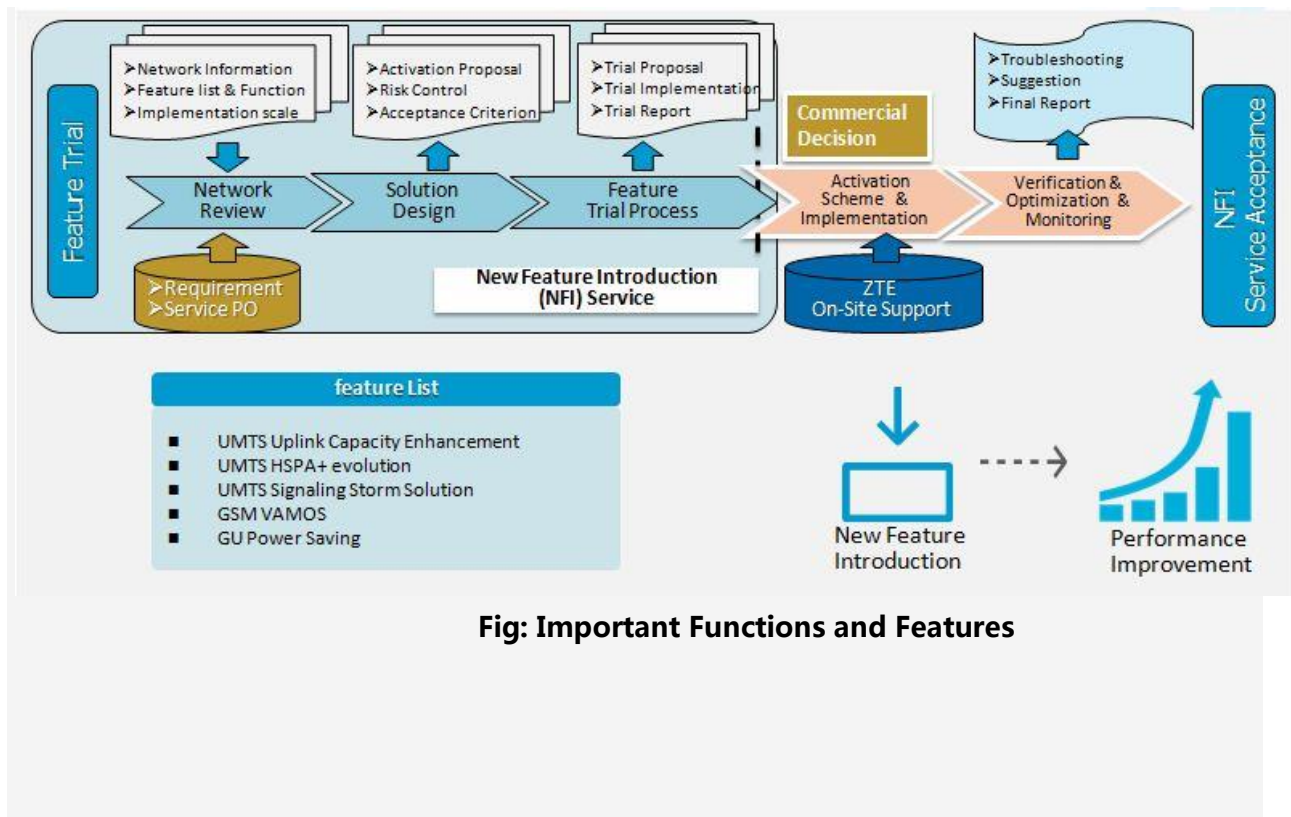 Feature Trial
➢Network Information
➢Feature list & Function
➢Implementation scale
➢Activation Proposal
➢Risk Control
➢Acceptance Criterion
➢Trial Proposal
➢Trial Implementation
➢Trial Report
Commercial
Decision
➢Troubleshooting
➢Suggestion
➢Final Report
Network
Review
Solution
Design
Feature
Trial Process
Activation
Scheme &
Implementation
Verification &
Optimization &
Monitoring
NFI
Service Acceptance
➢Requirement
➢Service PO
New Feature Introduction
(NFI) Service
ZTE
On-Site Support
feature List
■ UMTS Uplink Capacity Enhancement
■ UMTS HSPA+ evolution
■ UMTS Signaling Storm Solution
■ GSM VAMOS
■ GU Power Saving
New Feature
Introduction
Performance
Improvement
Fig: Important Functions and Features